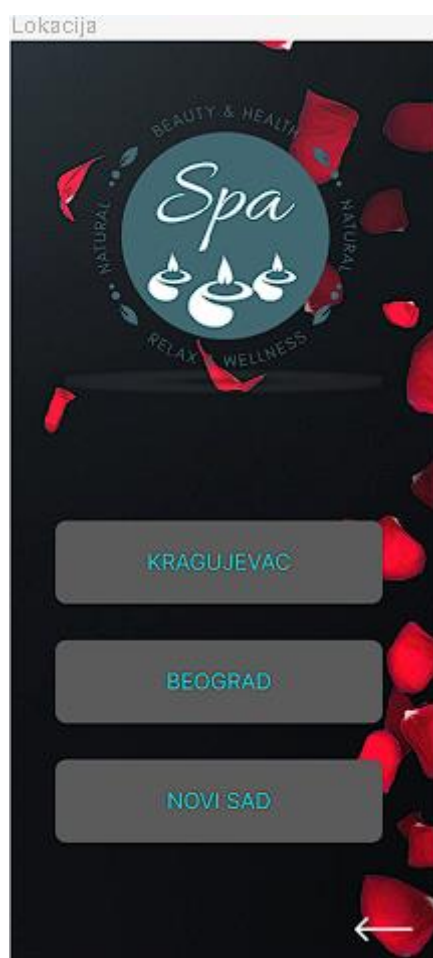 Lokacija
BEAUTY & HEALTH
NATURAL
NATURAL
Spa
RELAX & WELLNESS
KRAGUJEVAC
BEOGRAD
NOVI SAD